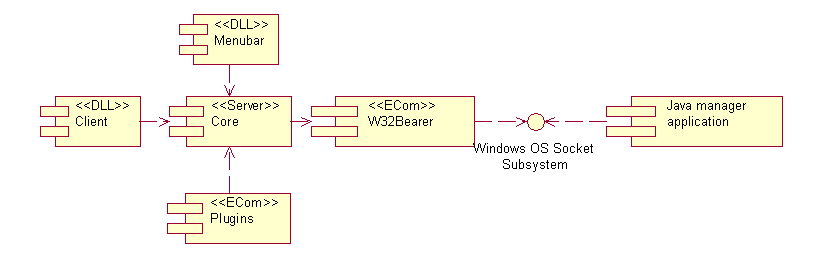 <<DLL>>
Menubar
<<DLL>>
Client
<<Server>>
Core
<<ECom>>
W32Bearer
Windows OS Socket
Subsystem
Java manager
application
<<ECom>>
Plugins